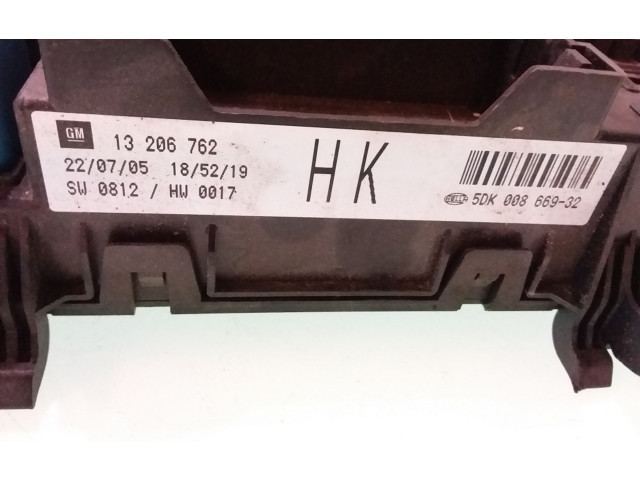 GM 13 206 762
22/07/05 18/52/19
SW 0812 / HW 0017
HK
HELLA 5DK 008 669-32